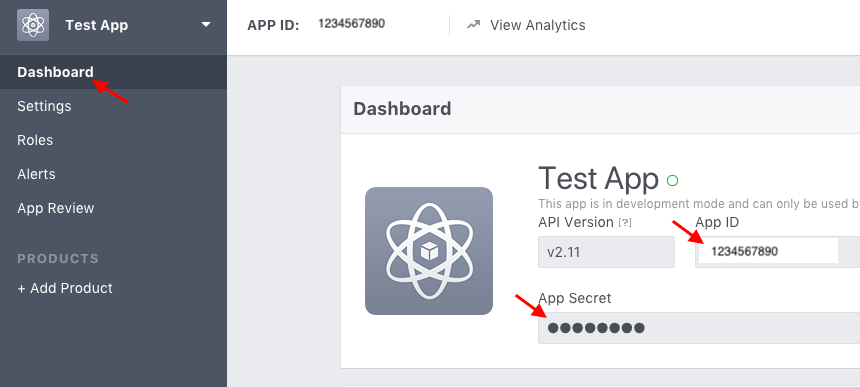 Test App
APP ID: 1234567890 View Analytics
Dashboard
Settings
Roles
Alerts
App Review
PRODUCTS
+ Add Product
Dashboard
Test App
This app is in development mode and can only be used b
API Version [?] App ID
v2.11 1234567890
App Secret
●●●●●●●●